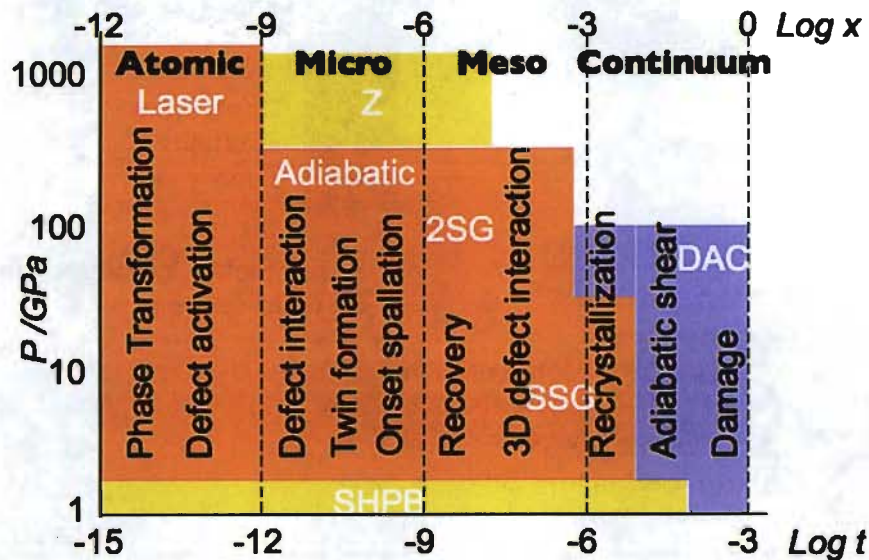 -12 -9 -6 -3 0 Log x
Atomic Micro Meso Continuum
1000
Laser
Z
Adiabatic
2SG
100
DAC
P /GPa
10
SSG
1
SHPB
Phase Transformation
Defect activation
Defect interaction
Twin formation
Onset spallation
Recovery
3D defect interaction
Recrystallization
Adiabatic shear
Damage
-15 -12 -9 -6 -3 Log t